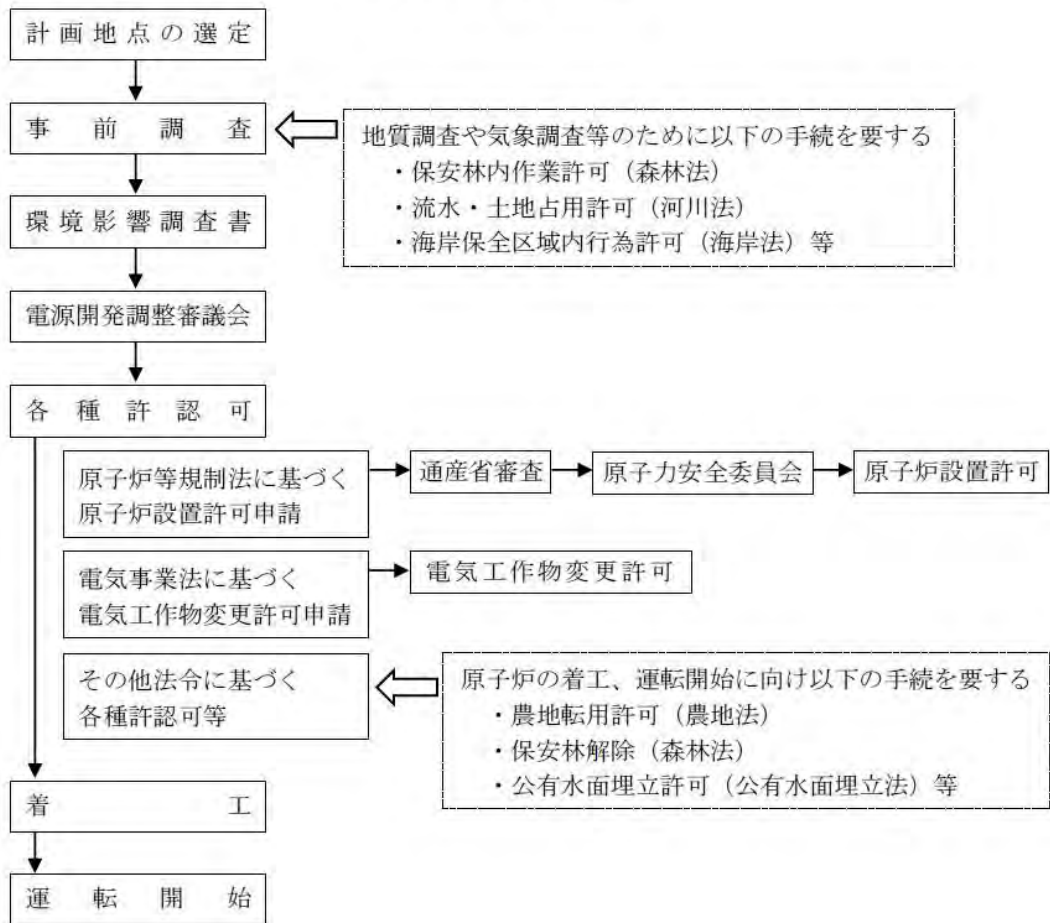 計画地点の選定
事前調査
地質調査や気象調査等のために以下の手続を要する
・保安林内作業許可（森林法）
・流水・土地占用許可（河川法）
・海岸保全区域内行為許可（海岸法）等
環境影響調査書
電源開発調整審議会
各種許認可
原子炉等規制法に基づく
原子炉設置許可申請
通産省審査
原子力安全委員会
原子炉設置許可
電気事業法に基づく
電気工作物変更許可申請
電気工作物変更許可
その他法令に基づく
各種許認可等
原子炉の着工、運転開始に向け以下の手続を要する
・農地転用許可（農地法）
・保安林解除（森林法）
・公有水面埋立許可（公有水面埋立法）等
着工
運転開始